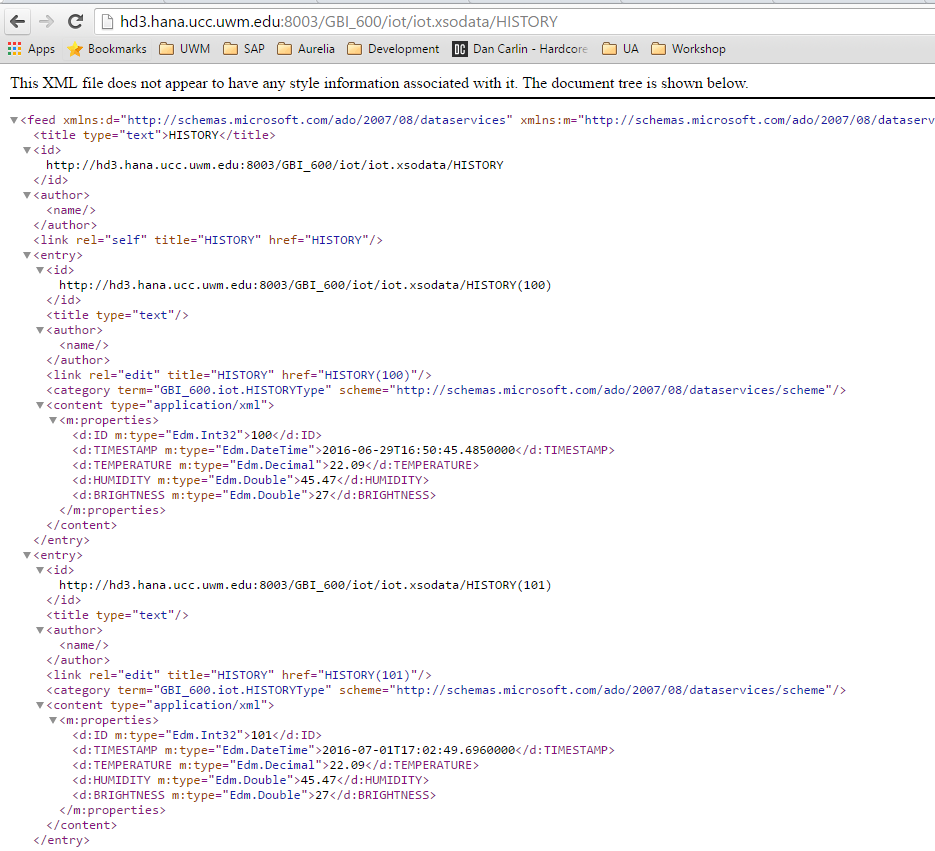 hd3.hana.ucc.uwm.edu:8003/GBI_600/iot/iot.xsodata/HISTORY
Apps Bookmarks UWM SAP Aurelia Development DC Dan Carlin - Hardcore UA Workshop
This XML file does not appear to have any style information associated with it. The document tree is shown below.
▼<feed xmlns:d="http://schemas.microsoft.com/ado/2007/08/dataservices" xmlns:m="http://schemas.microsoft.com/ado/2007/08/dataserv
<title type="text">HISTORY</title>
▼<id>
http://hd3.hana.ucc.uwm.edu:8003/GBI_600/iot/iot.xsodata/HISTORY
</id>
▼<author>
<name/>
</author>
<link rel="self" title="HISTORY" href="HISTORY"/>
▼<entry>
▼<id>
http://hd3.hana.ucc.uwm.edu:8003/GBI_600/iot/iot.xsodata/HISTORY(100)
</id>
<title type="text"/>
▼<author>
<name/>
</author>
<link rel="edit" title="HISTORY" href="HISTORY(100)"/>
<category term="GBI_600.iot.HISTORYType" scheme="http://schemas.microsoft.com/ado/2007/08/dataservices/scheme"/>
▼<content type="application/xml">
▼<m:properties>
<d:ID m:type="Edm.Int32">100</d:ID>
<d:TIMESTAMP m:type="Edm.DateTime">2016-06-29T16:50:45.4850000</d:TIMESTAMP>
<d:TEMPERATURE m:type="Edm.Decimal">22.09</d:TEMPERATURE>
<d:HUMIDITY m:type="Edm.Double">45.47</d:HUMIDITY>
<d:BRIGHTNESS m:type="Edm.Double">27</d:BRIGHTNESS>
</m:properties>
</content>
</entry>
▼<entry>
▼<id>
http://hd3.hana.ucc.uwm.edu:8003/GBI_600/iot/iot.xsodata/HISTORY(101)
</id>
<title type="text"/>
▼<author>
<name/>
</author>
<link rel="edit" title="HISTORY" href="HISTORY(101)"/>
<category term="GBI_600.iot.HISTORYType" scheme="http://schemas.microsoft.com/ado/2007/08/dataservices/scheme"/>
▼<content type="application/xml">
▼<m:properties>
<d:ID m:type="Edm.Int32">101</d:ID>
<d:TIMESTAMP m:type="Edm.DateTime">2016-07-01T17:02:49.6960000</d:TIMESTAMP>
<d:TEMPERATURE m:type="Edm.Decimal">22.09</d:TEMPERATURE>
<d:HUMIDITY m:type="Edm.Double">45.47</d:HUMIDITY>
<d:BRIGHTNESS m:type="Edm.Double">27</d:BRIGHTNESS>
</m:properties>
</content>
</entry>